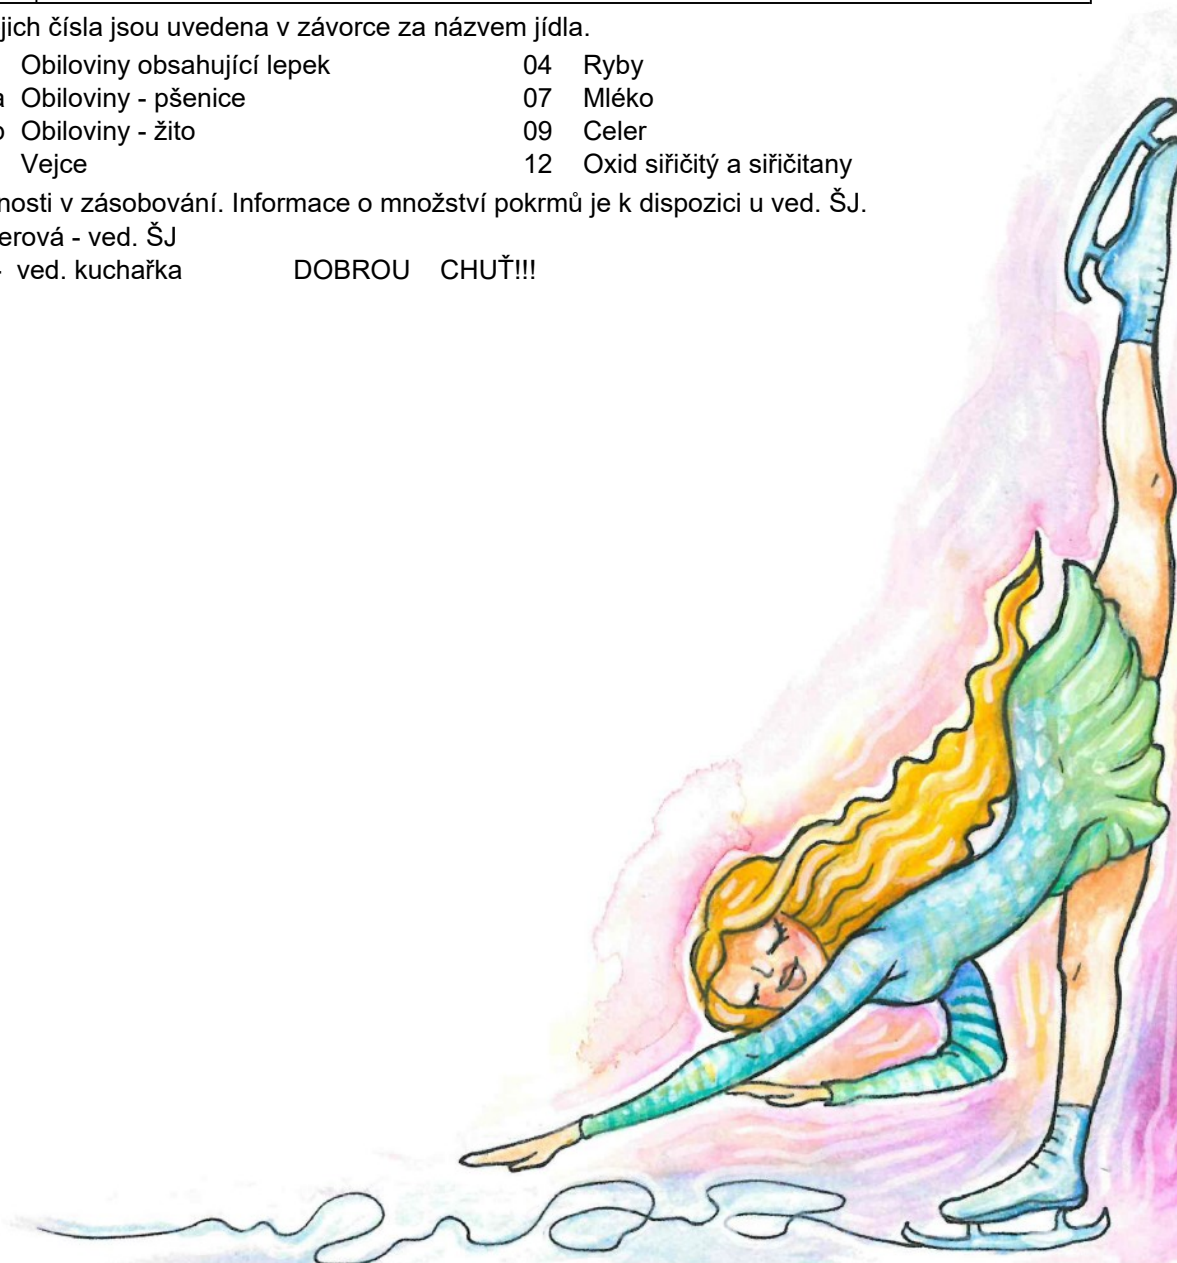 jich čísla jsou uvedena v závorce za názvem jídla.
Obiloviny obsahující lepek 04 Ryby
a Obiloviny - pšenice 07 Mléko
Obiloviny - žito 09 Celer
Vejce 12 Oxid siřičitý a siřičitany
nosti v zásobování. Informace o množství pokrmů je k dispozici u ved. ŠJ.
erová - ved. ŠJ
- ved. kuchařka DOBROU CHUŤ!!!